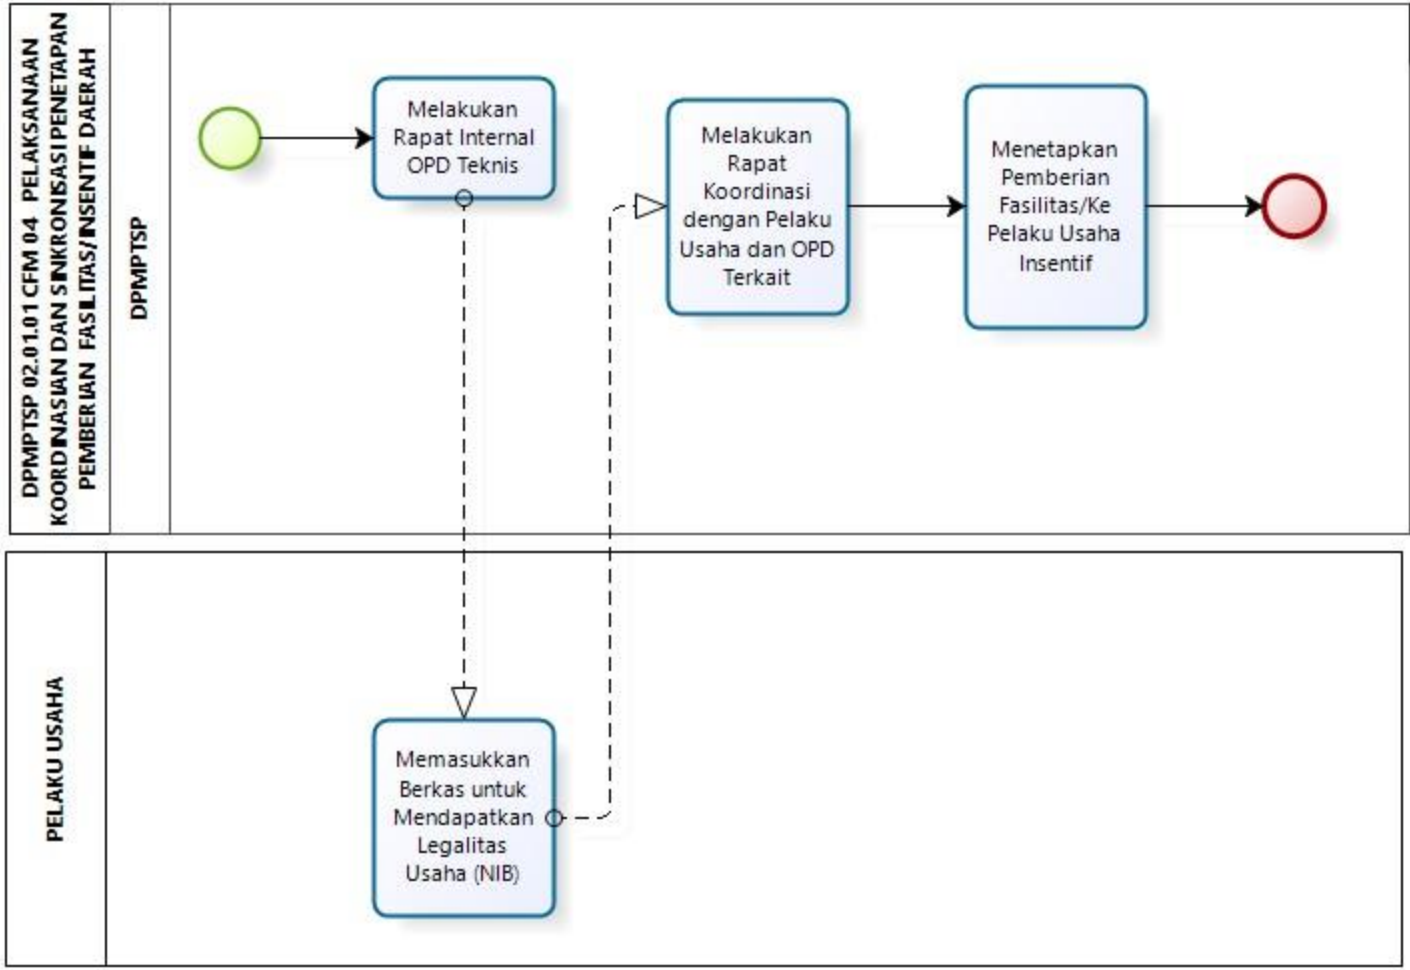 DPMPTSP 02.01.01 CFM 04 PELAKSANAAN
KOORDINASIAN DAN SINKRONISASI PENETAPAN
PEMBERIAN FASILITAS/INSENTIF DAERAH
DPMPTSP
Melakukan
Rapat Internal
OPD Teknis
Melakukan
Rapat
Koordinasi
dengan Pelaku
Usaha dan OPD
Terkait
Menetapkan
Pemberian
Fasilitas/Ke
Pelaku Usaha
Insentif
PELAKU USAHA
Memasukkan
Berkas untuk
Mendapatkan
Legalitas
Usaha (NIB)